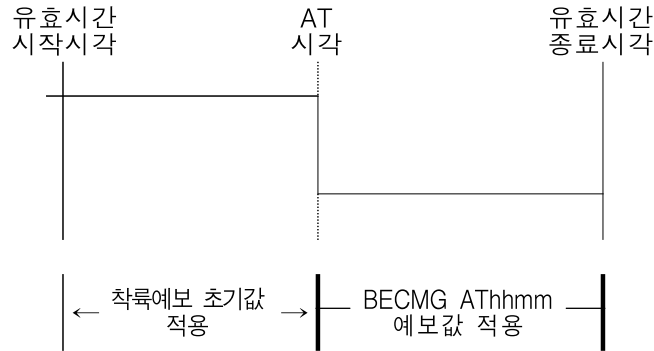 유효시간
시작시각
AT
시각
유효시간
종료시각
← 착륙예보 초기값 →
적용
BECMG AThhmm
예보값 적용